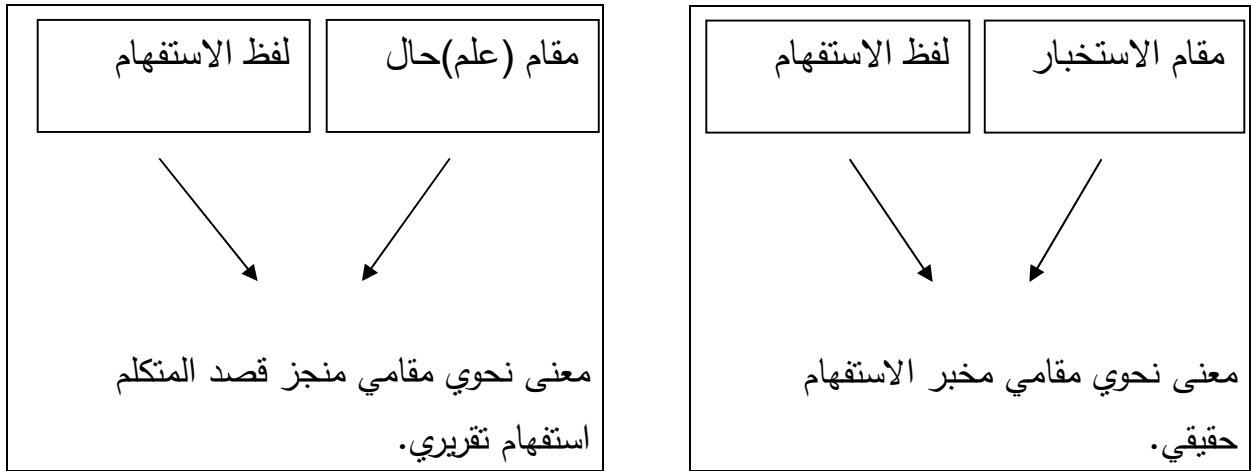 مقام الاستخبار
لفظ الاستفهام
معنى نحوي مقامي مخبر الاستفهام
حقيقي.
مقام (علم)حال
لفظ الاستفهام
معنى نحوي مقامي منجز قصد المتكلم
استفهام تقريري.